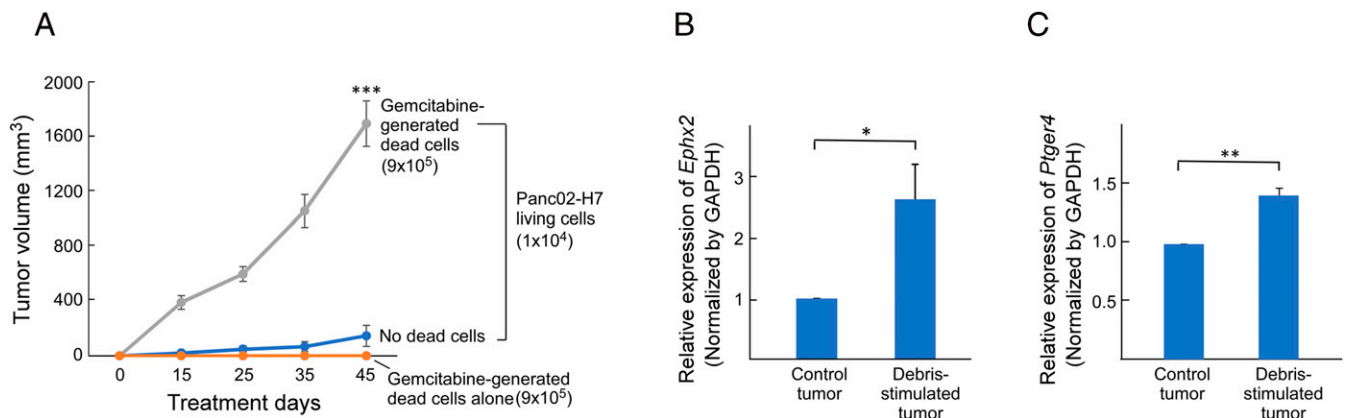 A
Tumor volume (mm³)
2000
1600
1200
800
400
0
0 15 25 35 45
Treatment days
***
Gemcitabine-
generated
dead cells
(9x10⁵)
Panc02-H7
living cells
(1x10⁴)
No dead cells
Gemcitabine-generated
dead cells alone (9x10⁵)
B
Relative expression of Ephx2
(Normalized by GAPDH)
3
2
1
*
Control
tumor
Debris-
stimulated
tumor
C
Relative expression of Ptger4
(Normalized by GAPDH)
1.5
1.0
0.5
**
Control
tumor
Debris-
stimulated
tumor